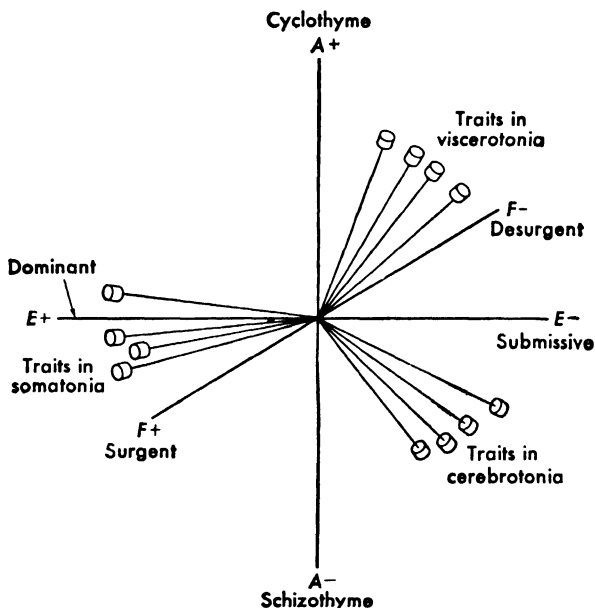 Cyclothyme
A+
Traits in
viscerotonia
F−
Desurgent
Dominant
E+
E−
Submissive
Traits in
somatonia
F+
Surgent
Traits in
cerebrotonia
A−
Schizothyme